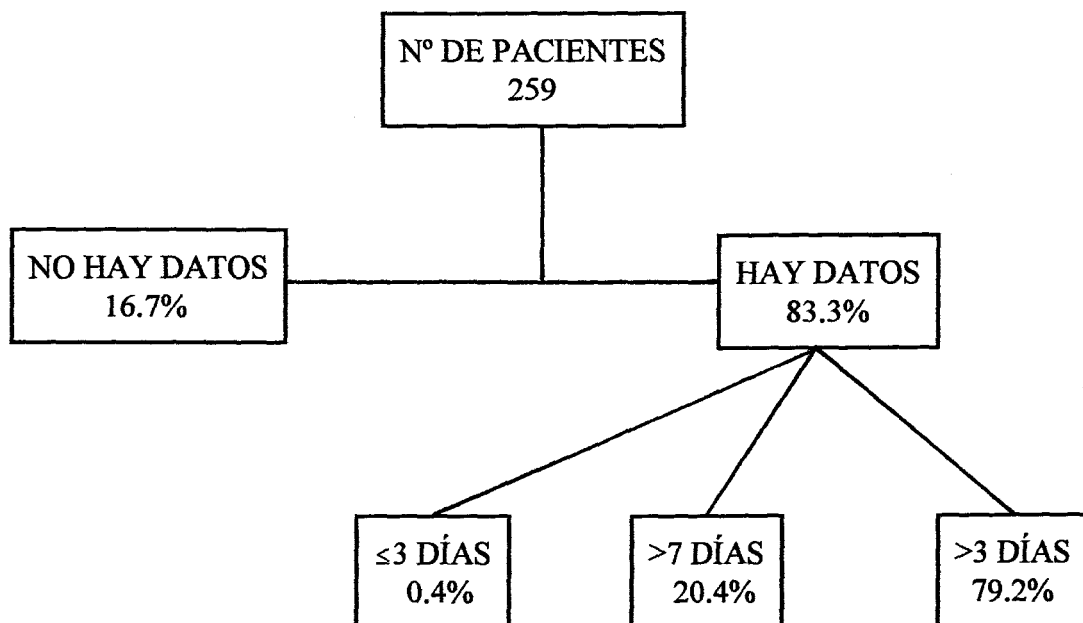 Nº DE PACIENTES
259
NO HAY DATOS
16.7%
HAY DATOS
83.3%
≤3 DÍAS
0.4%
>7 DÍAS
20.4%
>3 DÍAS
79.2%